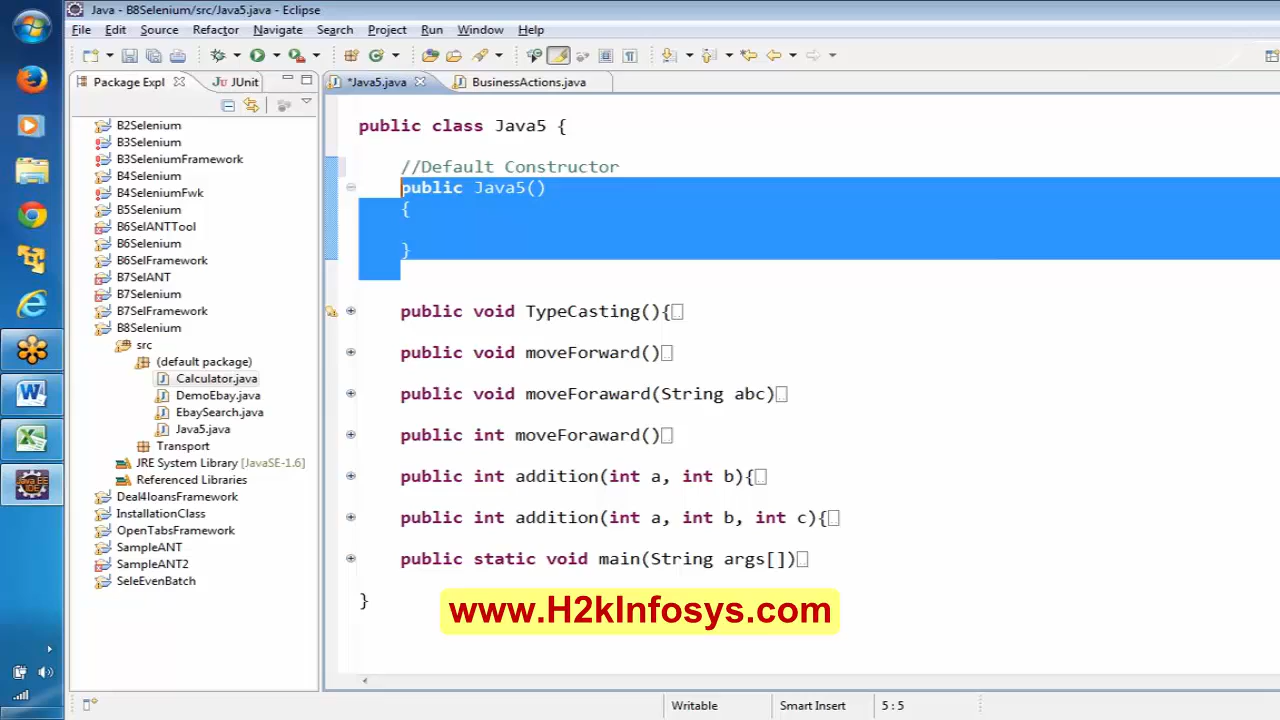 Java - B8Selenium/src/Java5.java - Eclipse
File Edit Source Refactor Navigate Search Project Run Window Help
Package Expl JU JUnit *Java5.java BusinessActions.java
B2Selenium
B3Selenium
B3SeleniumFramework
B4Selenium
B4SeleniumFwk
B5Selenium
B6SelANTTool
B6Selenium
B6SelFramework
B7SelANT
B7Selenium
B7SelFramework
B8Selenium
src
(default package)
Calculator.java
DemoEbay.java
EbaySearch.java
Java5.java
Transport
JRE System Library [JavaSE-1.6]
Referenced Libraries
Deal4loansFramework
InstallationClass
OpenTabsFramework
SampleANT
SampleANT2
SeleEvenBatch
public class Java5 {
//Default Constructor
public Java5()
{
}
public void TypeCasting(){
public void moveForward()
public void moveForaward(String abc)
public int moveForaward()
public int addition(int a, int b){
public int addition(int a, int b, int c){
public static void main(String args[])
}
www.H2kInfosys.com
Java EE
IDE
Writable Smart Insert 5 : 5